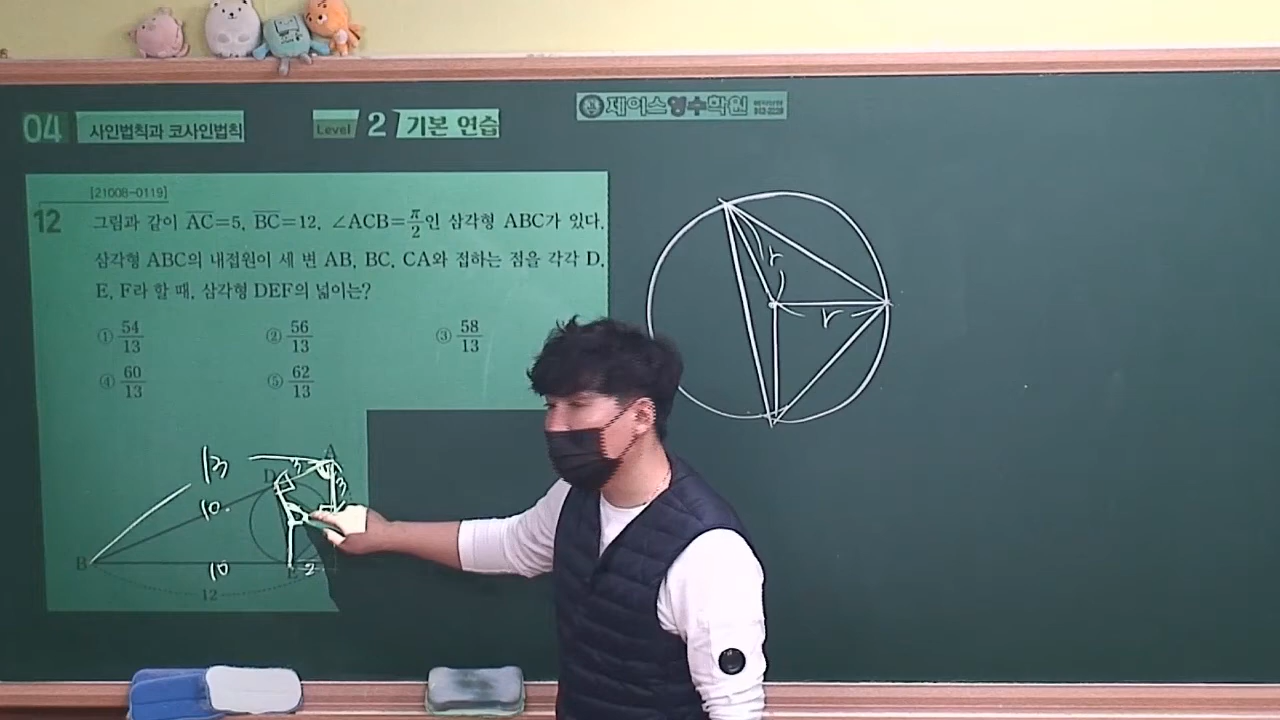 04 사인법칙과 코사인법칙 Level 2 기본 연습 제이스영수학원
[21008-0119]
12 그림과 같이 AC=5, BC=12, ∠ACB=π/2인 삼각형 ABC가 있다.
삼각형 ABC의 내접원이 세 변 AB, BC, CA와 접하는 점을 각각 D,
E, F라 할 때, 삼각형 DEF의 넓이는?
① 54/13 ② 56/13 ③ 58/13
④ 60/13 ⑤ 62/13
r
r
13 A
D 3
3
10
B 10 E 2
12